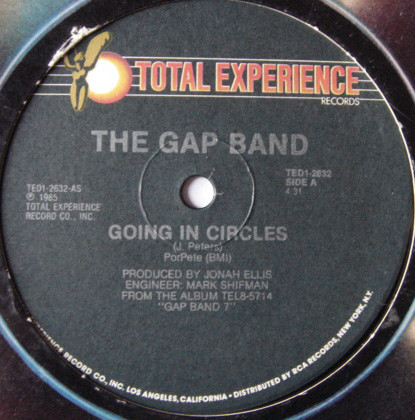 TOTAL EXPERIENCE
RECORDS
THE GAP BAND
TED1-2632-AS
℗ 1985
TOTAL EXPERIENCE
RECORD CO., INC.
TED1-2632
SIDE A
4:31
GOING IN CIRCLES
(J. Peters)
PorPete (BMI)
PRODUCED BY JONAH ELLIS
ENGINEER: MARK SHIFMAN
FROM THE ALBUM TEL8-5714
"GAP BAND 7"
EXPERIENCE RECORD CO., INC. LOS ANGELES, CALIFORNIA • DISTRIBUTED BY RCA RECORDS, NEW YORK, N.Y.